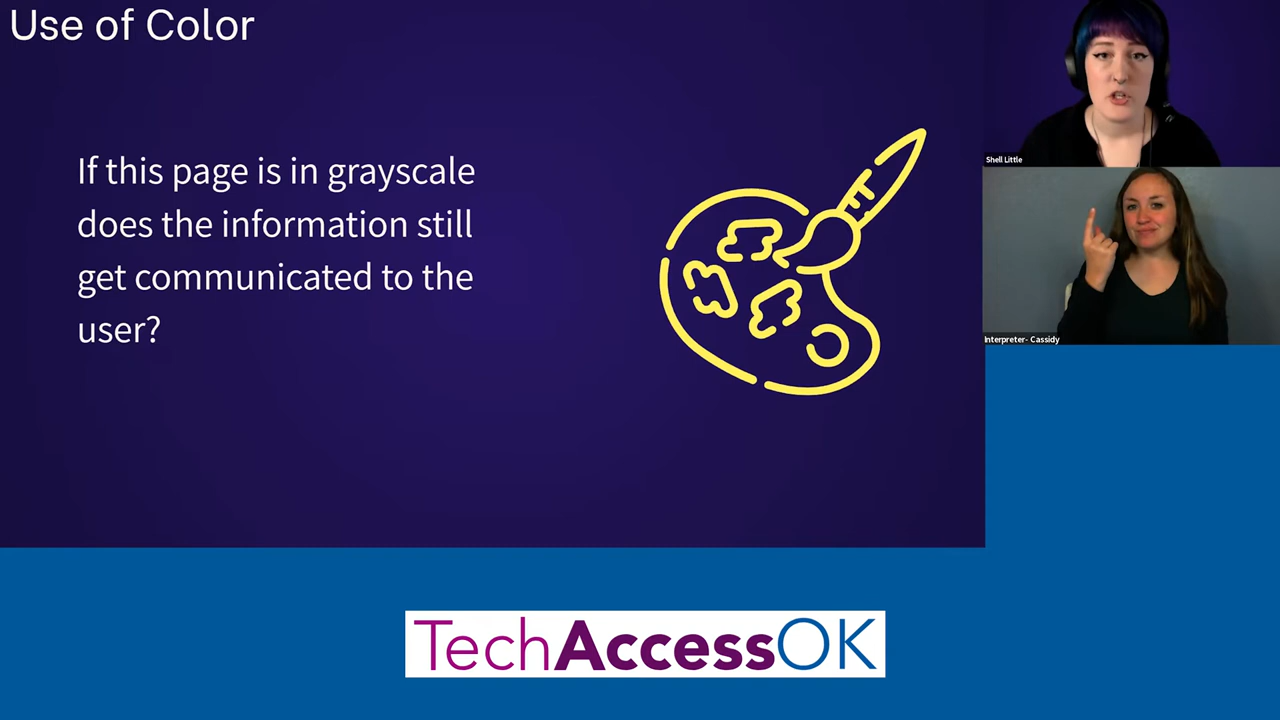 Use of Color
If this page is in grayscale
does the information still
get communicated to the
user?
Shell Little
Interpreter- Cassidy
TechAccessOK